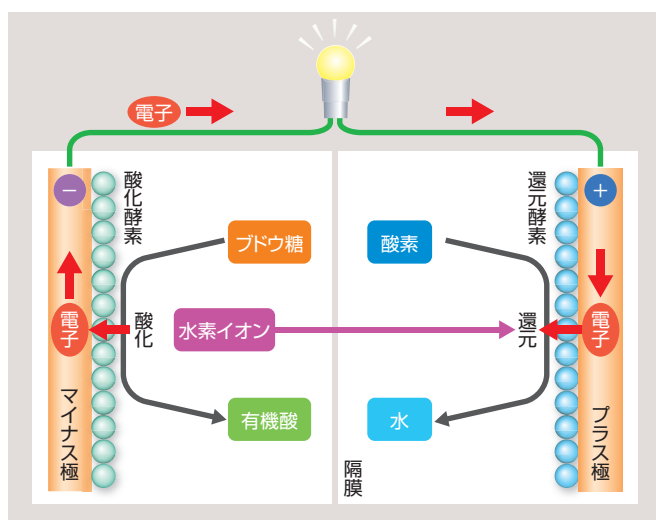 電子
−
+
酸化酵素
還元酵素
ブドウ糖
酸素
電子
酸化
水素イオン
還元
電子
有機酸
水
マイナス極
プラス極
隔膜